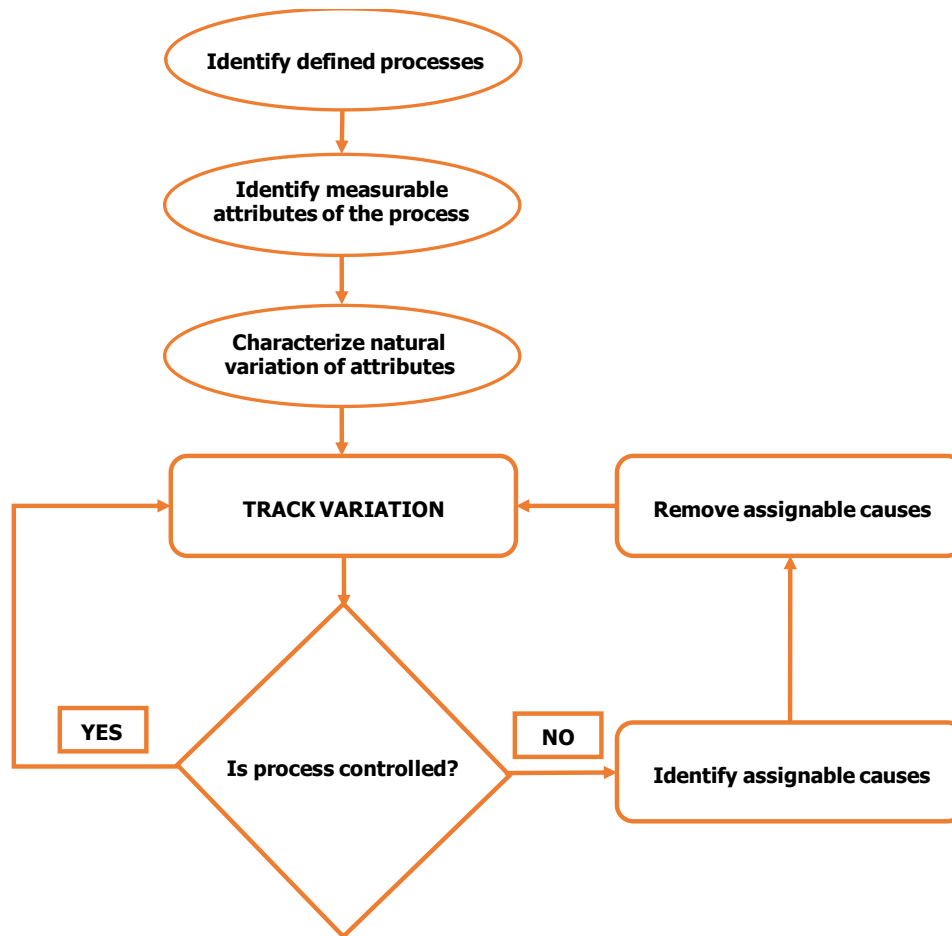 Identify defined processes
Identify measurable
attributes of the process
Characterize natural
variation of attributes
TRACK VARIATION
Remove assignable causes
YES
NO
Is process controlled?
Identify assignable causes